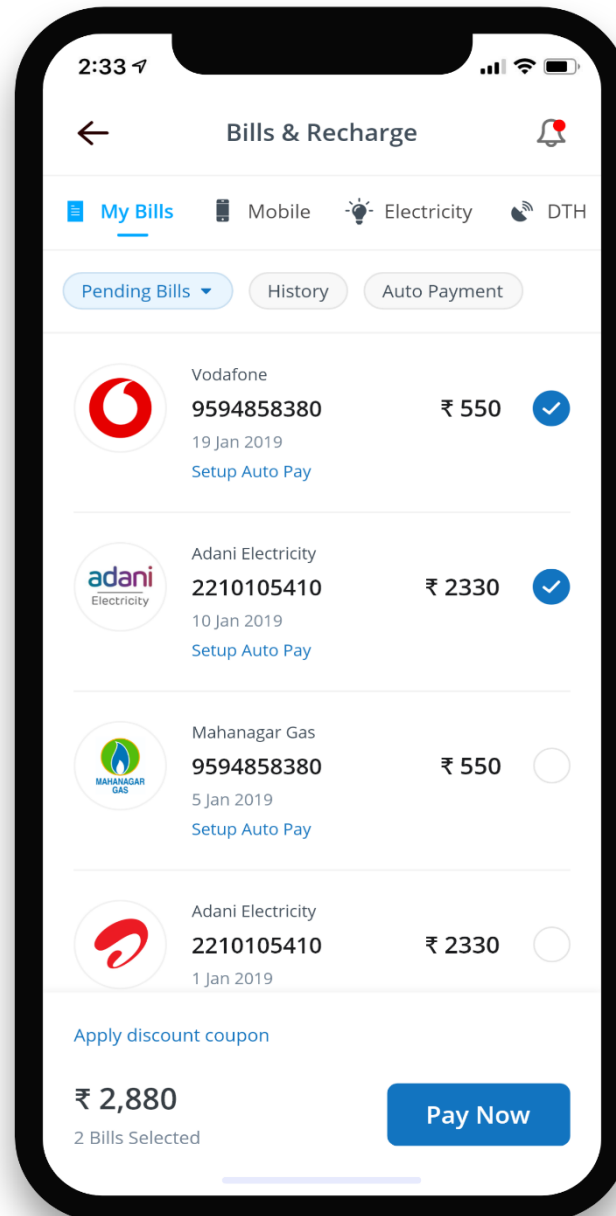 2:33
Bills & Recharge
My Bills Mobile Electricity DTH
Pending Bills History Auto Payment
Vodafone
9594858380 ₹ 550
19 Jan 2019
Setup Auto Pay
adani
Electricity
Adani Electricity
2210105410 ₹ 2330
10 Jan 2019
Setup Auto Pay
MAHANAGAR
GAS
Mahanagar Gas
9594858380 ₹ 550
5 Jan 2019
Setup Auto Pay
Adani Electricity
2210105410 ₹ 2330
1 Jan 2019
Apply discount coupon
₹ 2,880
2 Bills Selected
Pay Now